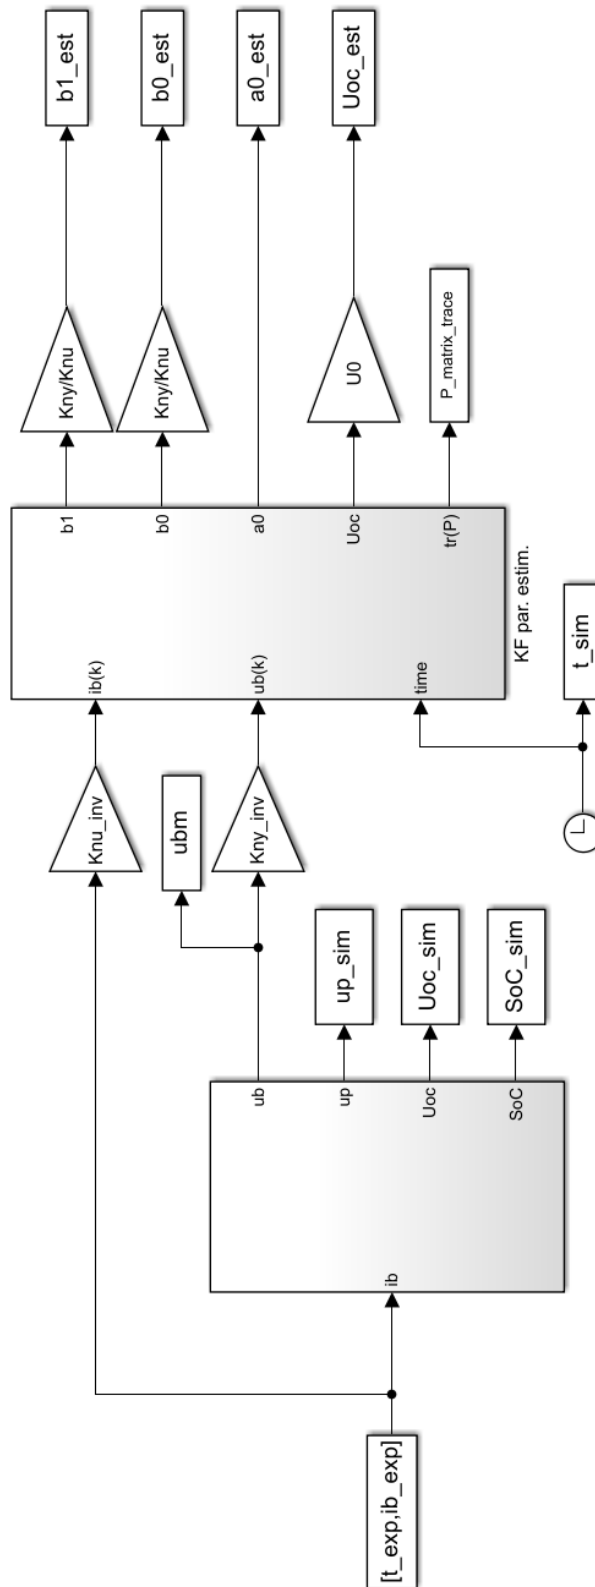 [t_exp,ib_exp]
ib
ub
up
Uoc
SoC
up_sim
Uoc_sim
SoC_sim
ubm
Knu_inv
Kny_inv
t_sim
ib(k)
ub(k)
time
b1
b0
a0
Uoc
tr(P)
KF par. estim.
Kny/Knu
Kny/Knu
U0
P_matrix_trace
b1_est
b0_est
a0_est
Uoc_est